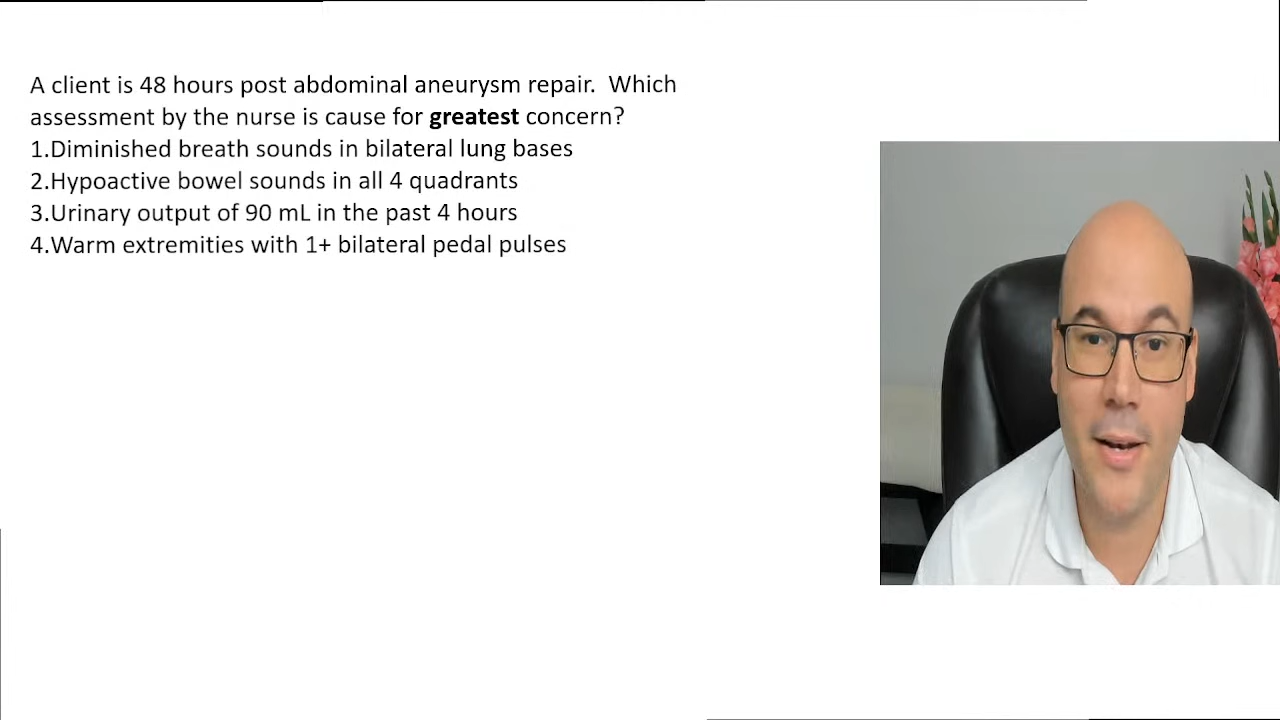 A client is 48 hours post abdominal aneurysm repair.  Which
assessment by the nurse is cause for greatest concern?
1.Diminished breath sounds in bilateral lung bases
2.Hypoactive bowel sounds in all 4 quadrants
3.Urinary output of 90 mL in the past 4 hours
4.Warm extremities with 1+ bilateral pedal pulses